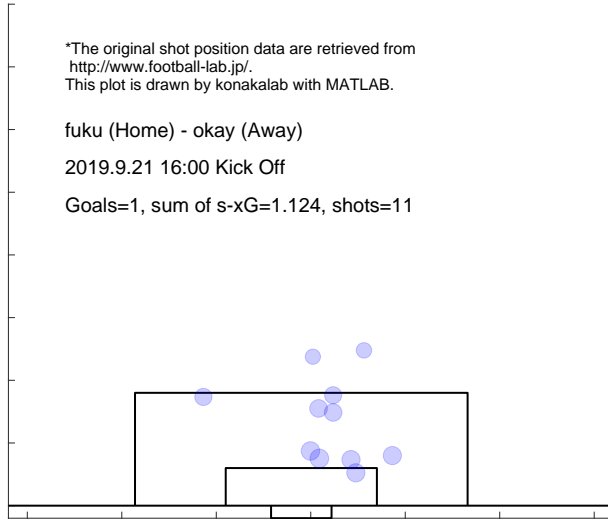 *The original shot position data are retrieved from
http://www.football-lab.jp/.
This plot is drawn by konakalab with MATLAB.
fuku (Home) - okay (Away)
2019.9.21 16:00 Kick Off
Goals=1, sum of s-xG=1.124, shots=11